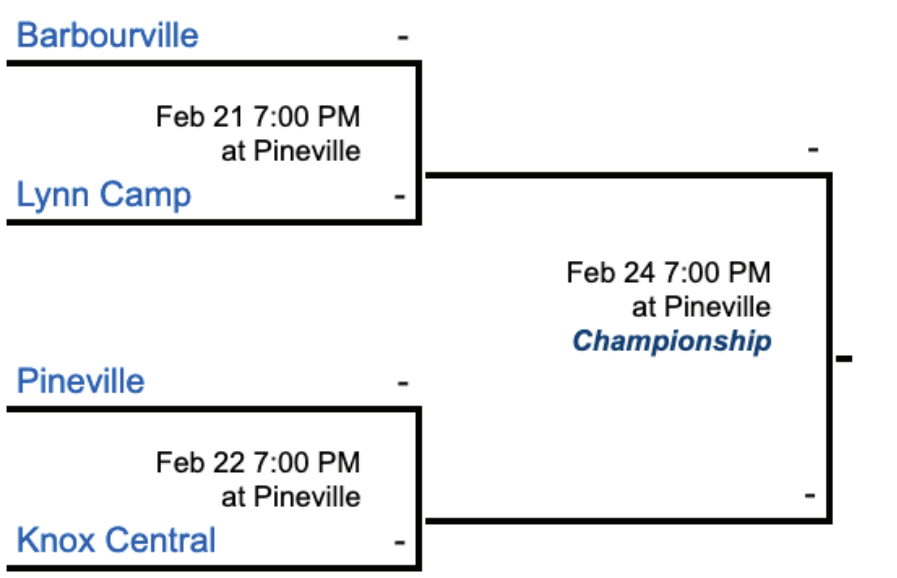 Barbourville -
Feb 21 7:00 PM
at Pineville
Lynn Camp -
-
Feb 24 7:00 PM
at Pineville
Championship
-
Pineville -
Feb 22 7:00 PM
at Pineville
-
Knox Central -